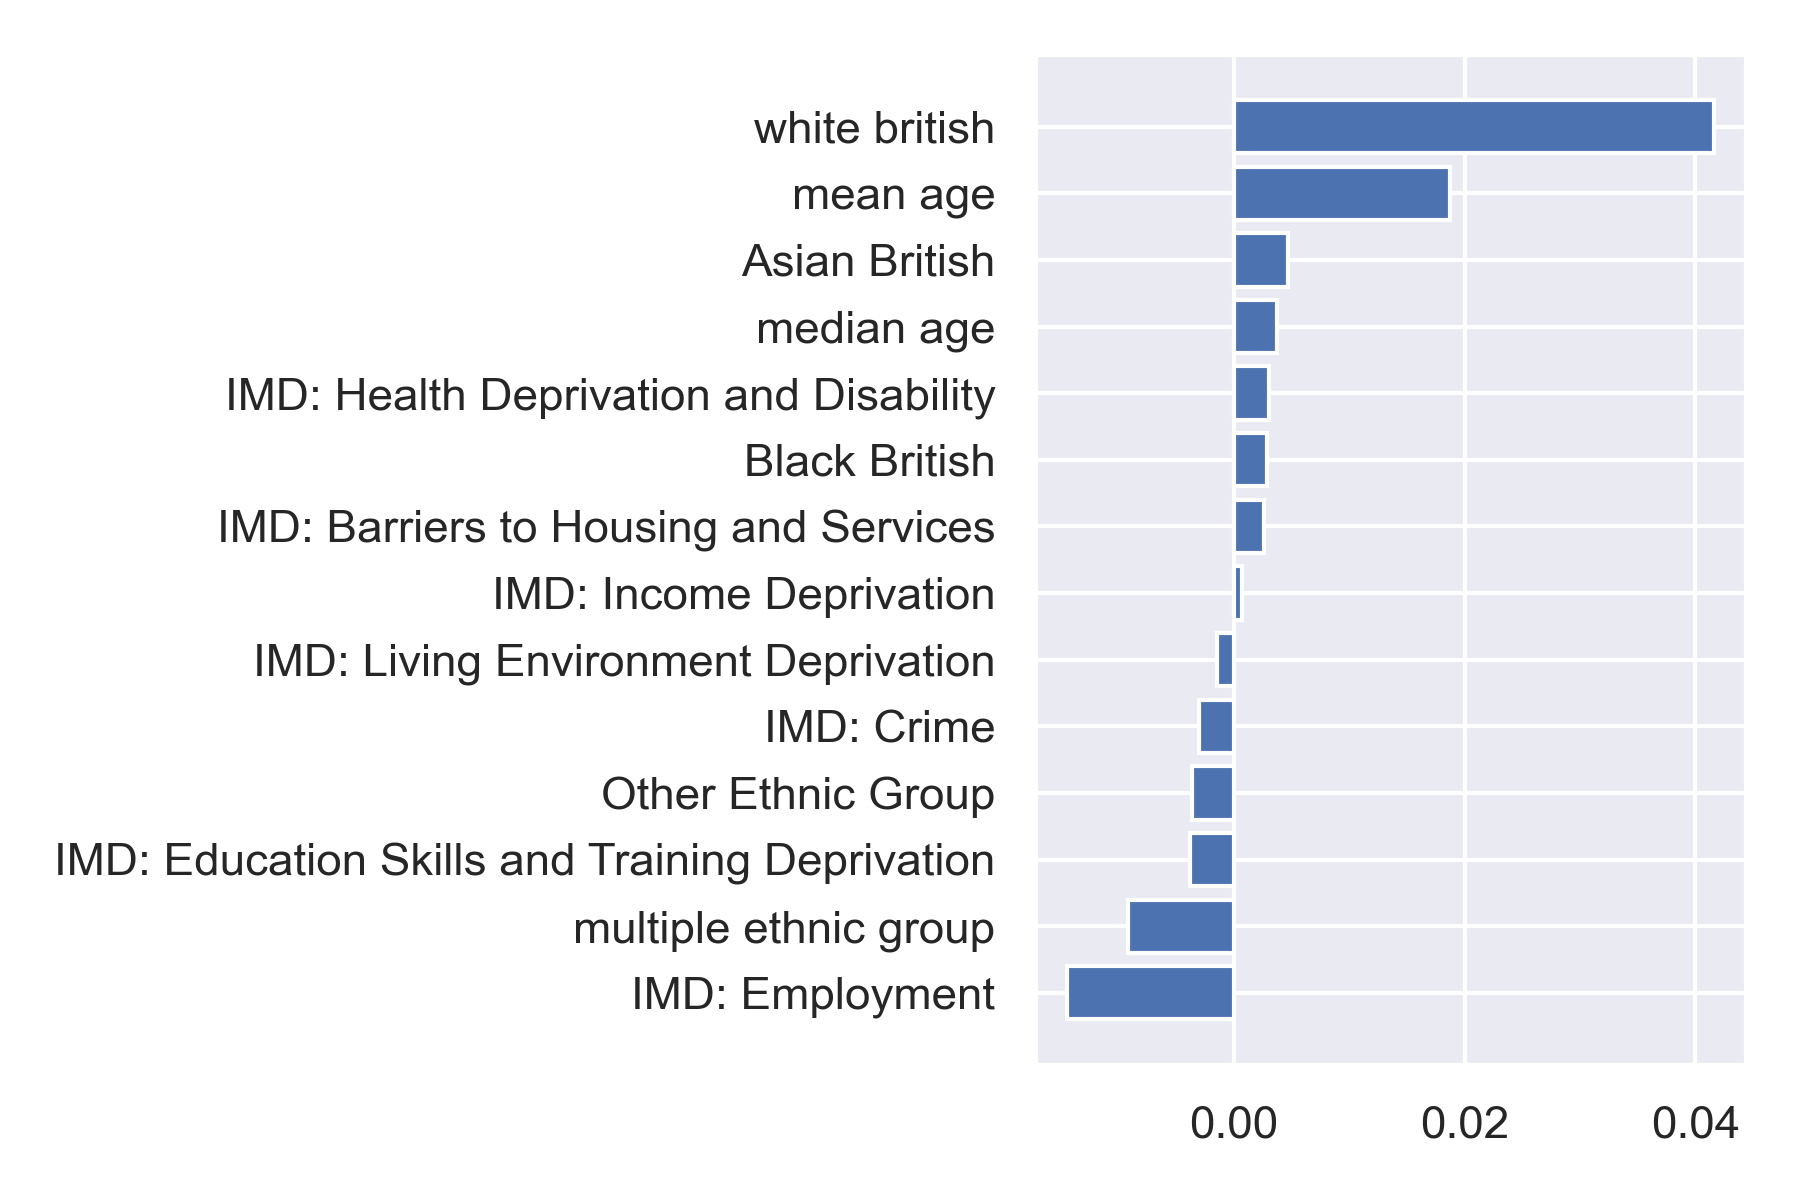 white british
mean age
Asian British
median age
IMD: Health Deprivation and Disability
Black British
IMD: Barriers to Housing and Services
IMD: Income Deprivation
IMD: Living Environment Deprivation
IMD: Crime
Other Ethnic Group
IMD: Education Skills and Training Deprivation
multiple ethnic group
IMD: Employment
0.00 0.02 0.04